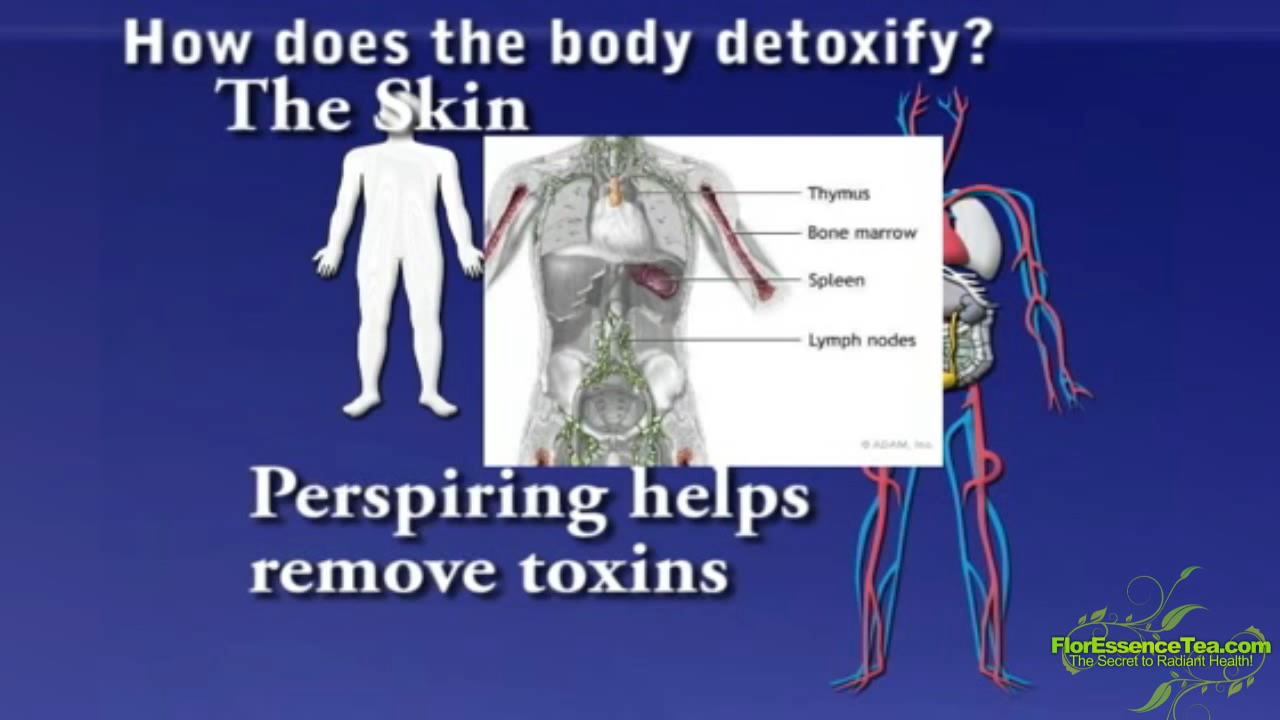 How does the body detoxify?
The Skin
Thymus
Bone marrow
Spleen
Lymph nodes
© ADAM, Inc.
Perspiring helps
remove toxins
FlorEssenceTea.com
The Secret to Radiant Health!